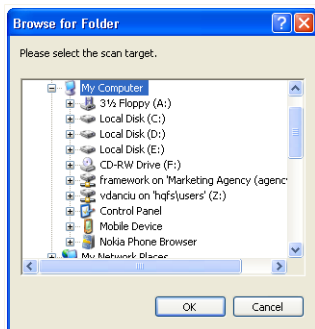 Browse for Folder
Please select the scan target.
My Computer
3½ Floppy (A:)
Local Disk (C:)
Local Disk (D:)
Local Disk (E:)
CD-RW Drive (F:)
framework on 'Marketing Agency (agenc
vdanciu on 'hqfs\users' (Z:)
Control Panel
Mobile Device
Nokia Phone Browser
My Network Places
OK Cancel